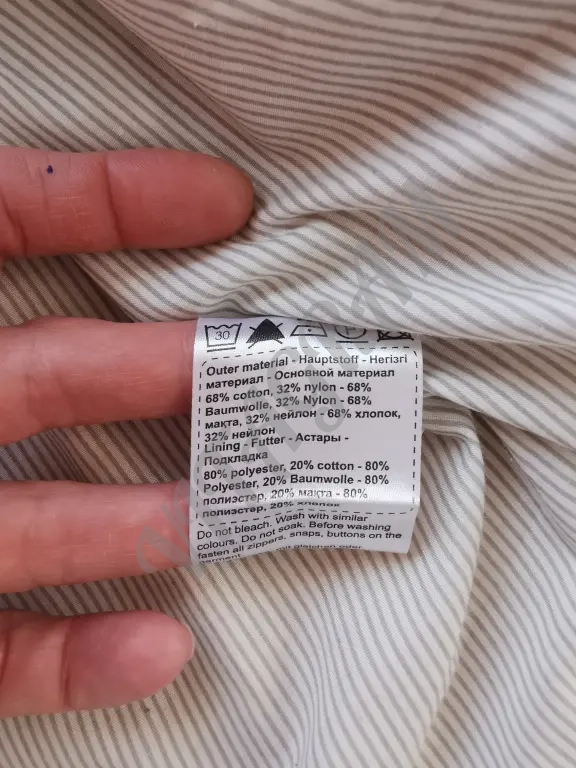 30
Outer material - Hauptstoff - Негізгі
материал - Основной материал
68% cotton, 32% nylon - 68%
Baumwolle, 32% Nylon - 68%
мақта, 32% нейлон - 68% хлопок,
32% нейлон
Lining - Futter - Астары -
Подкладка
80% polyester, 20% cotton - 80%
Polyester, 20% Baumwolle - 80%
полиэстер, 20% мақта - 80%
полиэстер, 20% хлопок
Do not bleach. Wash with similar
colours. Do not soak. Before washing
fasten all zippers, snaps, buttons on the
garment.